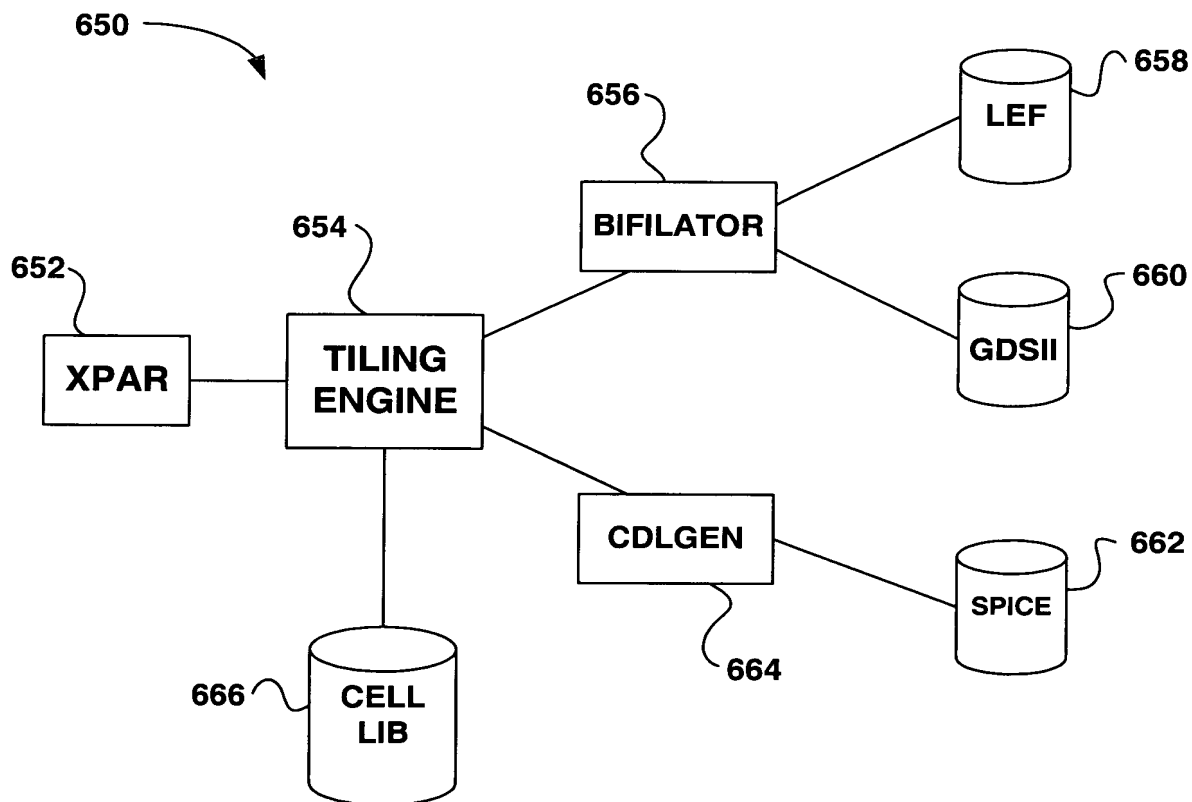 650
658
LEF
656
BIFILATOR
654
652
660
GDSII
XPAR
TILING
ENGINE
CDLGEN
662
SPICE
664
666
CELL
LIB